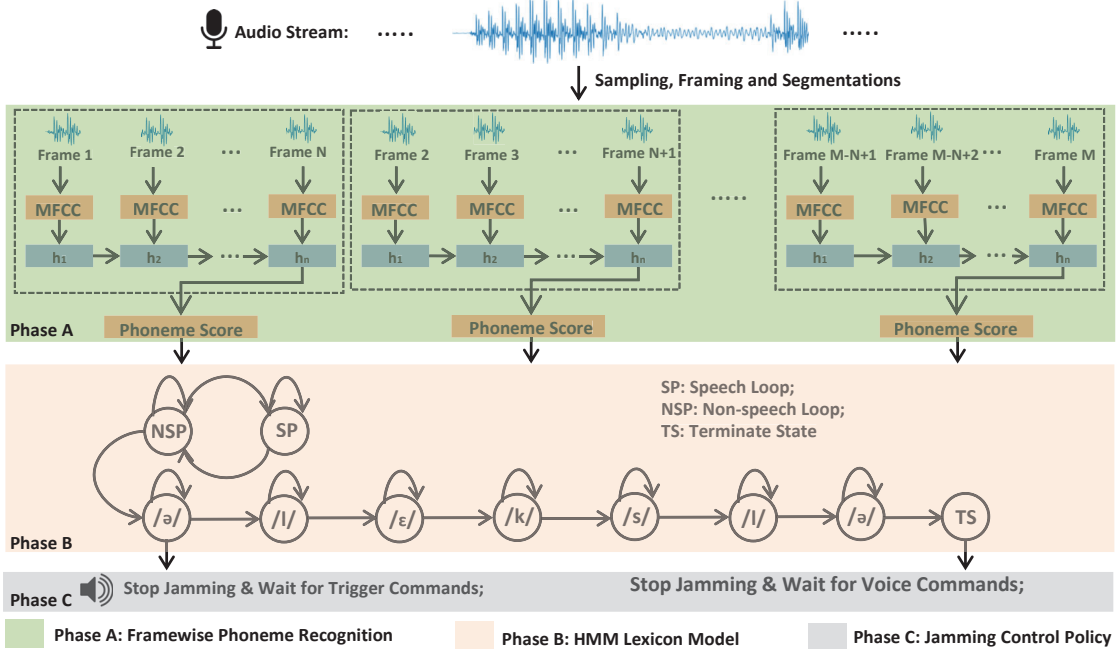 Audio Stream: ..... .....
Sampling, Framing and Segmentations
Frame 1 Frame 2 ... Frame N Frame 2 Frame 3 ... Frame N+1 Frame M-N+1 Frame M-N+2 ... Frame M
MFCC MFCC ... MFCC MFCC MFCC ... MFCC ..... MFCC MFCC ... MFCC
h1 h2 ... hn h1 h2 ... hn h1 h2 ... hn
Phase A Phoneme Score Phoneme Score Phoneme Score
SP: Speech Loop;
NSP: Non-speech Loop;
TS: Terminate State
NSP SP
/ə/ /l/ /ε/ /k/ /s/ /l/ /ə/ TS
Phase B
Phase C Stop Jamming & Wait for Trigger Commands; Stop Jamming & Wait for Voice Commands;
Phase A: Framewise Phoneme Recognition Phase B: HMM Lexicon Model Phase C: Jamming Control Policy